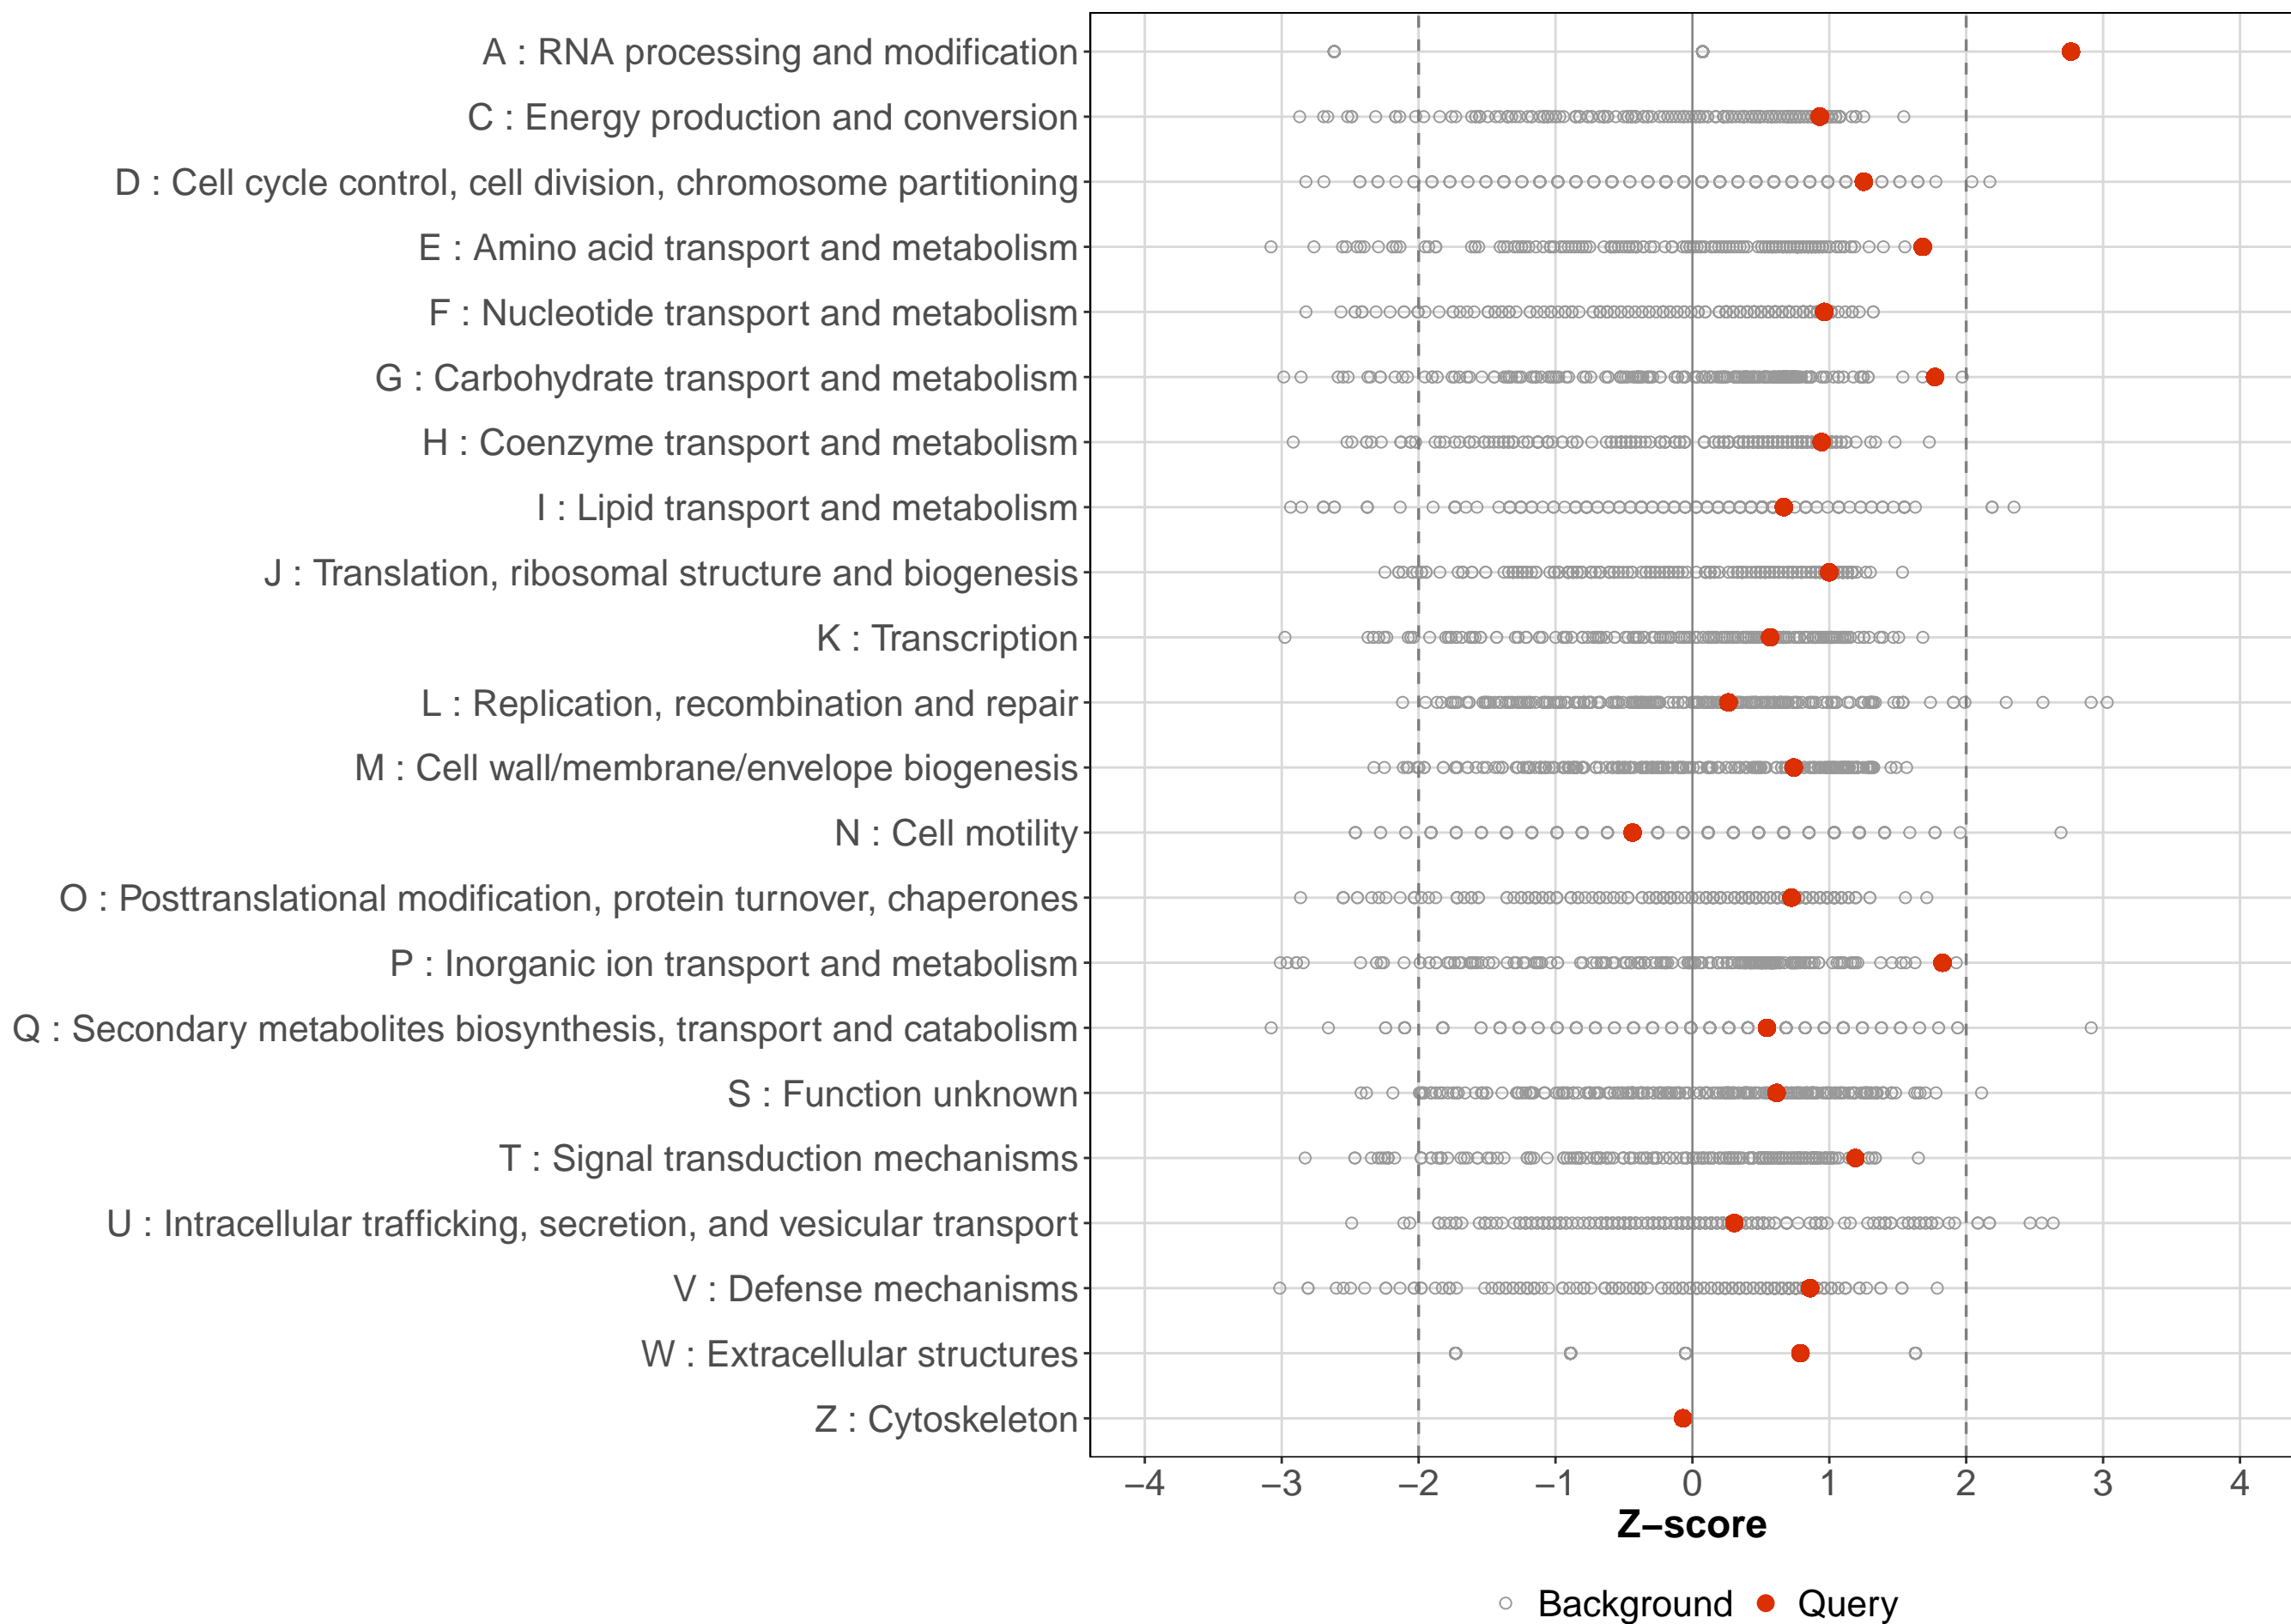 A : RNA processing and modification
C : Energy production and conversion
D : Cell cycle control, cell division, chromosome partitioning
E : Amino acid transport and metabolism
F : Nucleotide transport and metabolism
G : Carbohydrate transport and metabolism
H : Coenzyme transport and metabolism
I : Lipid transport and metabolism
J : Translation, ribosomal structure and biogenesis
K : Transcription
L : Replication, recombination and repair
M : Cell wall/membrane/envelope biogenesis
N : Cell motility
O : Posttranslational modification, protein turnover, chaperones
P : Inorganic ion transport and metabolism
Q : Secondary metabolites biosynthesis, transport and catabolism
S : Function unknown
T : Signal transduction mechanisms
U : Intracellular trafficking, secretion, and vesicular transport
V : Defense mechanisms
W : Extracellular structures
Z : Cytoskeleton
−4 −3 −2 −1 0 1 2 3 4
Z−score
Background Query